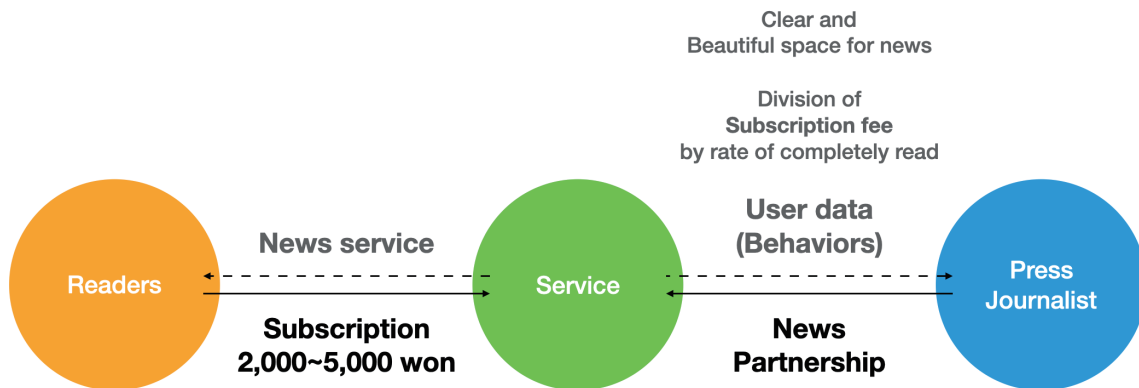 Clear and
Beautiful space for news
Division of
Subscription fee
by rate of completely read
User data
(Behaviors)
News service
Readers
Service
Press
Journalist
Subscription
2,000~5,000 won
News
Partnership